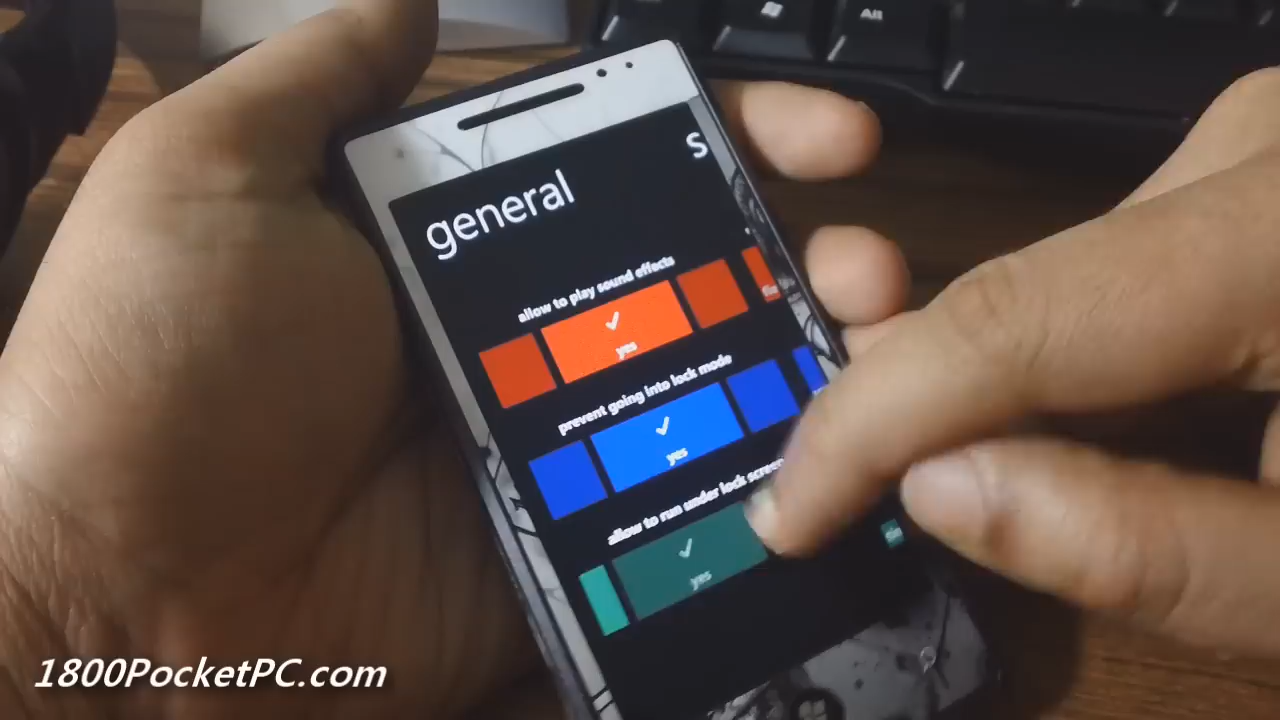 Alt
S
general
allow to play sound effects
yes
prevent going into lock mode
yes
allow to run under lock screen
yes
1800PocketPC.com